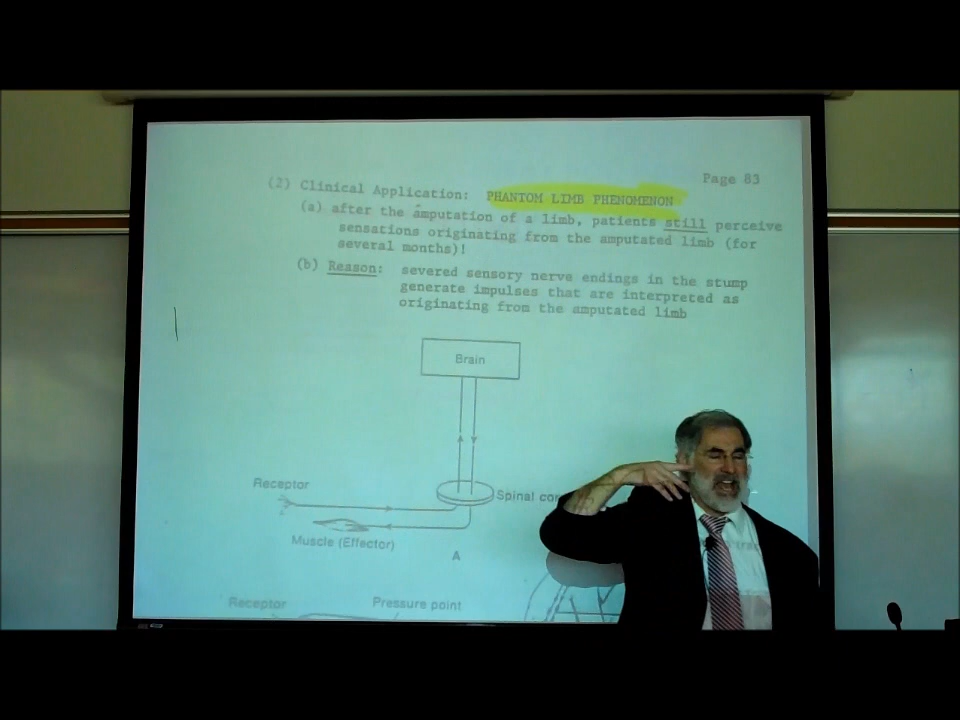 Page 83
(2) Clinical Application: PHANTOM LIMB PHENOMENON
(a) after the amputation of a limb, patients still perceive
sensations originating from the amputated limb (for
several months)!
(b) Reason: severed sensory nerve endings in the stump
generate impulses that are interpreted as
originating from the amputated limb
Brain
Receptor
Spinal cor
Muscle (Effector)
A
Receptor
Pressure point